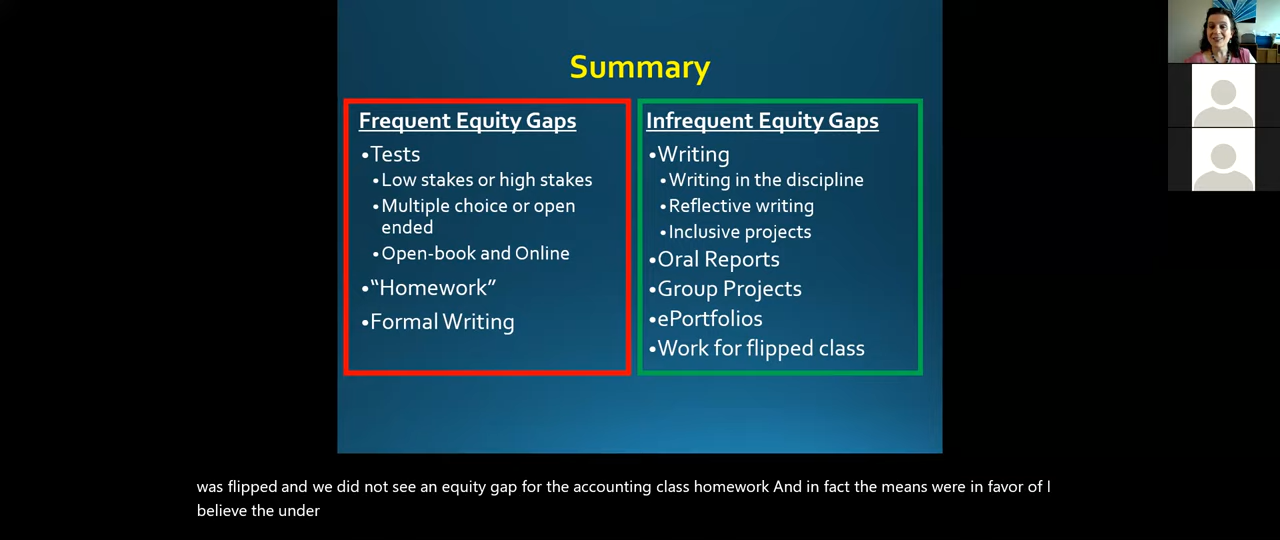 Summary
Frequent Equity Gaps
•Tests
•Low stakes or high stakes
•Multiple choice or open
ended
•Open-book and Online
•“Homework”
•Formal Writing
Infrequent Equity Gaps
•Writing
•Writing in the discipline
•Reflective writing
•Inclusive projects
•Oral Reports
•Group Projects
•ePortfolios
•Work for flipped class
was flipped and we did not see an equity gap for the accounting class homework And in fact the means were in favor of I
believe the under